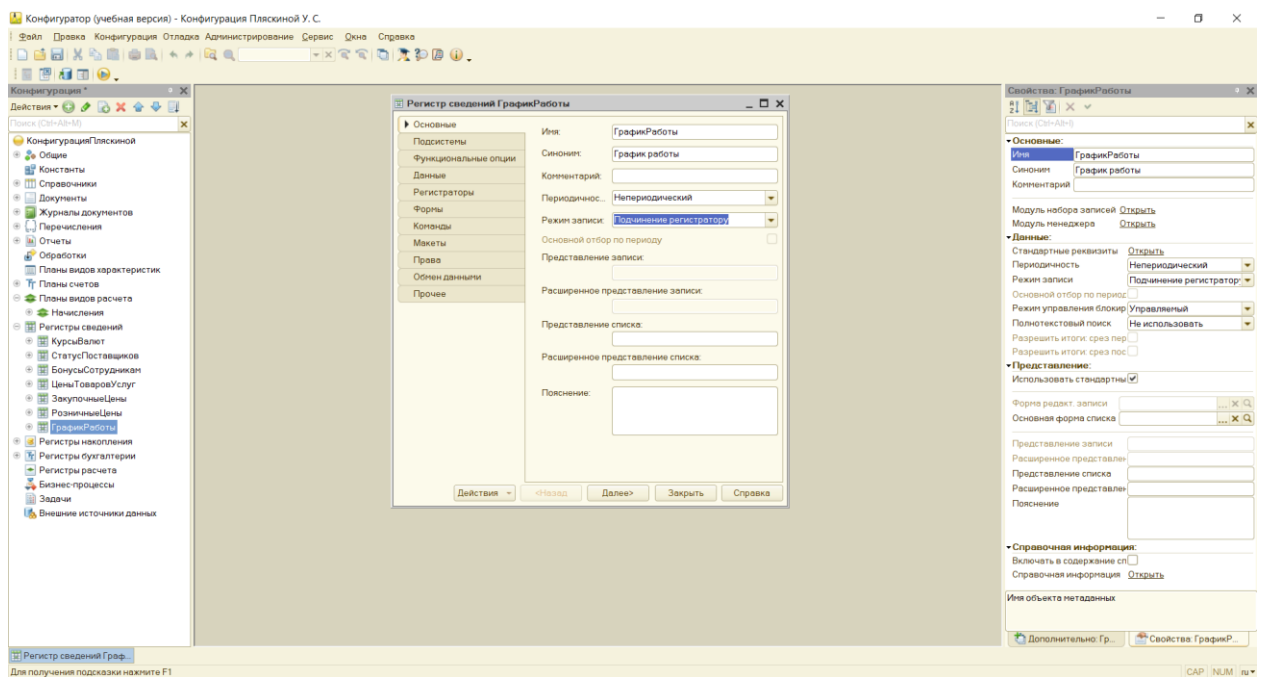 Конфигуратор (учебная версия) - Конфигурация Пляскиной У. С.
Файл Правка Конфигурация Отладка Администрирование Сервис Окна Справка
Конфигурация *
Действия
Поиск (Ctrl+Alt+M)
КонфигурацияПляскиной
Общие
Константы
Справочники
Документы
Журналы документов
Перечисления
Отчеты
Обработки
Планы видов характеристик
Планы счетов
Планы видов расчета
Начисления
Регистры сведений
КурсыВалют
СтатусПоставщиков
БонусыСотрудникам
ЦеныТоваровУслуг
ЗакупочныеЦены
РозничныеЦены
ГрафикРаботы
Регистры накопления
Регистры бухгалтерии
Регистры расчета
Бизнес-процессы
Задачи
Внешние источники данных
Регистр сведений ГрафикРаботы
Основные
Подсистемы
Функциональные опции
Данные
Регистраторы
Формы
Команды
Макеты
Права
Обмен данными
Прочее
Имя: ГрафикРаботы
Синоним: График работы
Комментарий:
Периодичнос... Непериодический
Режим записи: Подчинение регистратору
Основной отбор по периоду
Представление записи:
Расширенное представление записи:
Представление списка:
Расширенное представление списка:
Пояснение:
Действия <Назад Далее> Закрыть Справка
Свойства: ГрафикРаботы
Поиск (Ctrl+Alt+I)
Основные:
Имя ГрафикРаботы
Синоним График работы
Комментарий
Модуль набора записей Открыть
Модуль менеджера Открыть
Данные:
Стандартные реквизиты Открыть
Периодичность Непериодический
Режим записи Подчинение регистратор
Основной отбор по период
Режим управления блокир Управляемый
Полнотекстовый поиск Не использовать
Разрешить итоги: срез пер
Разрешить итоги: срез пос
Представление:
Использовать стандартны
Форма редакт. записи ...
Основная форма списка ...
Представление записи
Расширенное представлен
Представление списка
Расширенное представлен
Пояснение
Справочная информация:
Включать в содержание сп
Справочная информация Открыть
Имя объекта метаданных
Дополнительно: Гр... Свойства: ГрафикР...
Регистр сведений Граф...
Для получения подсказки нажмите F1
CAP NUM ru